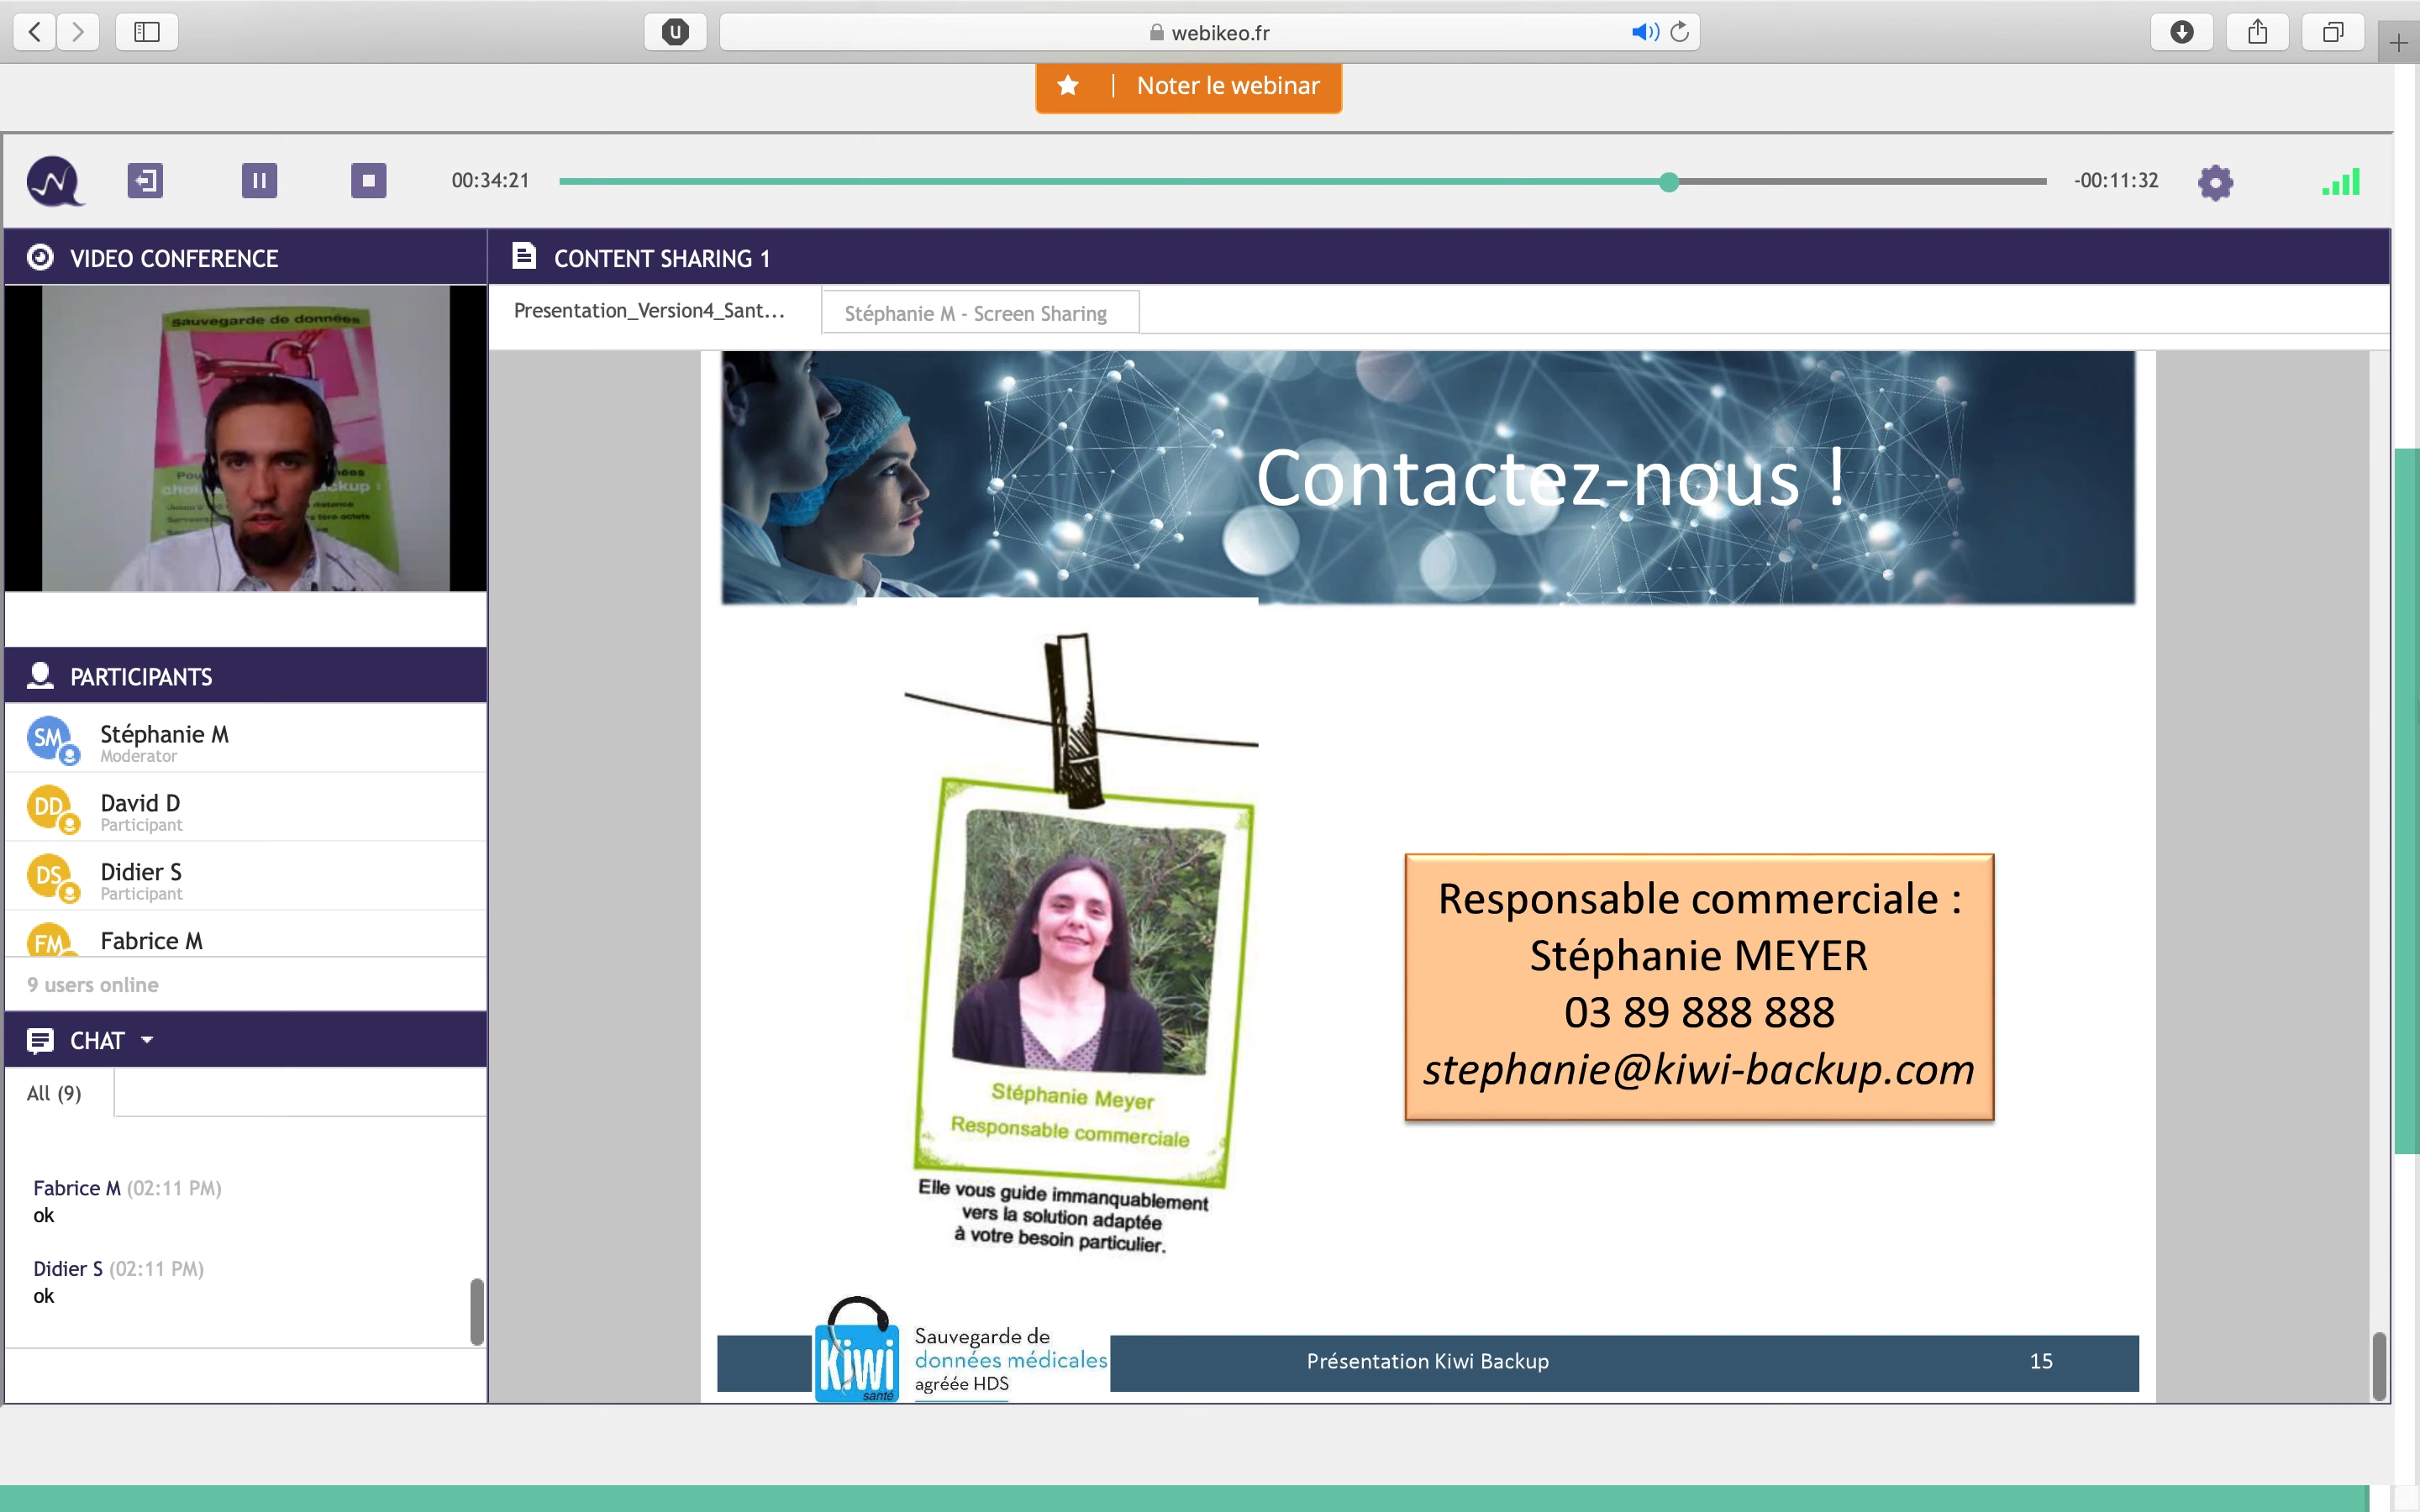 U
webikeo.fr
Noter le webinar
00:34:21
-00:11:32
VIDEO CONFERENCE
CONTENT SHARING 1
Presentation_Version4_Sant...
Stéphanie M - Screen Sharing
Sauvegarde de données
Contactez-nous !
PARTICIPANTS
SM
Stéphanie M
Moderator
DD
David D
Participant
DS
Didier S
Participant
FM
Fabrice M
9 users online
CHAT
All (9)
Fabrice M (02:11 PM)
ok
Didier S (02:11 PM)
ok
Stéphanie Meyer
Responsable commerciale
Elle vous guide immanquablement
vers la solution adaptée
à votre besoin particulier.
Responsable commerciale :
Stéphanie MEYER
03 89 888 888
stephanie@kiwi-backup.com
Kiwi
santé
Sauvegarde de
données médicales
agréée HDS
Présentation Kiwi Backup
15